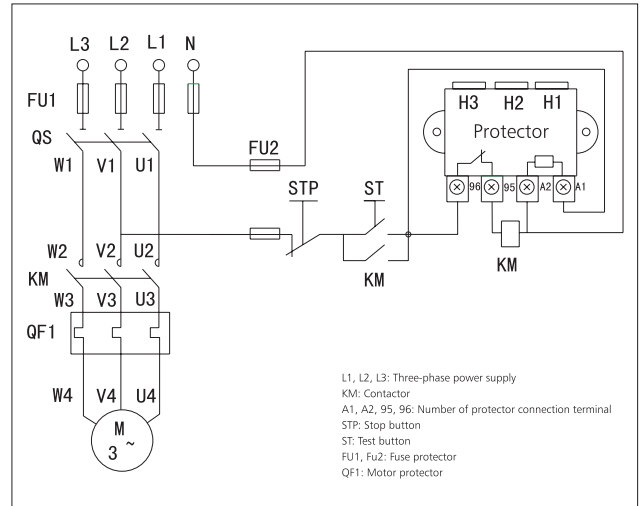 L3 L2 L1 N
FU1
H3 H2 H1
Protector
QS
FU2
W1 V1 U1
STP ST
96 95 A2 A1
W2 V2 U2
KM
KM
KM
W3 V3 U3
QF1
W4 V4 U4
M
3 ~
L1, L2, L3: Three-phase power supply
KM: Contactor
A1, A2, 95, 96: Number of protector connection terminal
STP: Stop button
ST: Test button
FU1, Fu2: Fuse protector
QF1: Motor protector